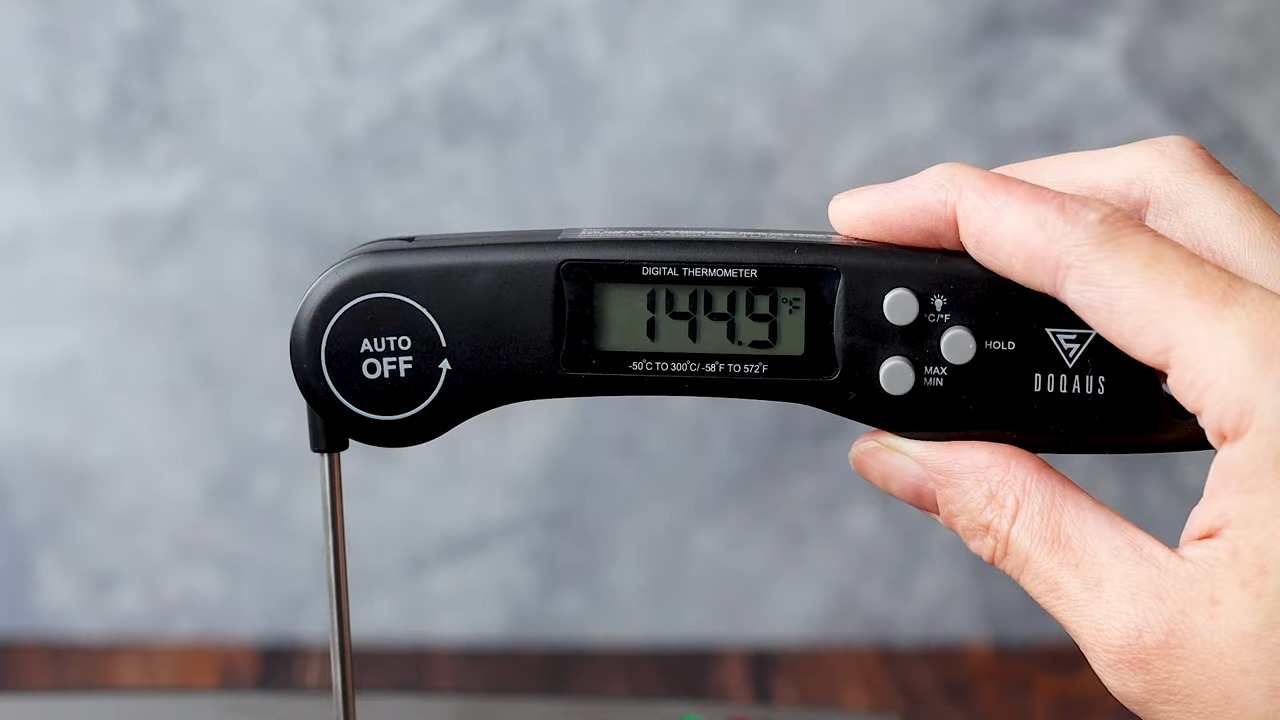 AUTO
OFF
DIGITAL THERMOMETER
144.9 °F
-50°C TO 300°C/ -58°F TO 572°F
°C/°F
HOLD
MAX
MIN
DOQAUS